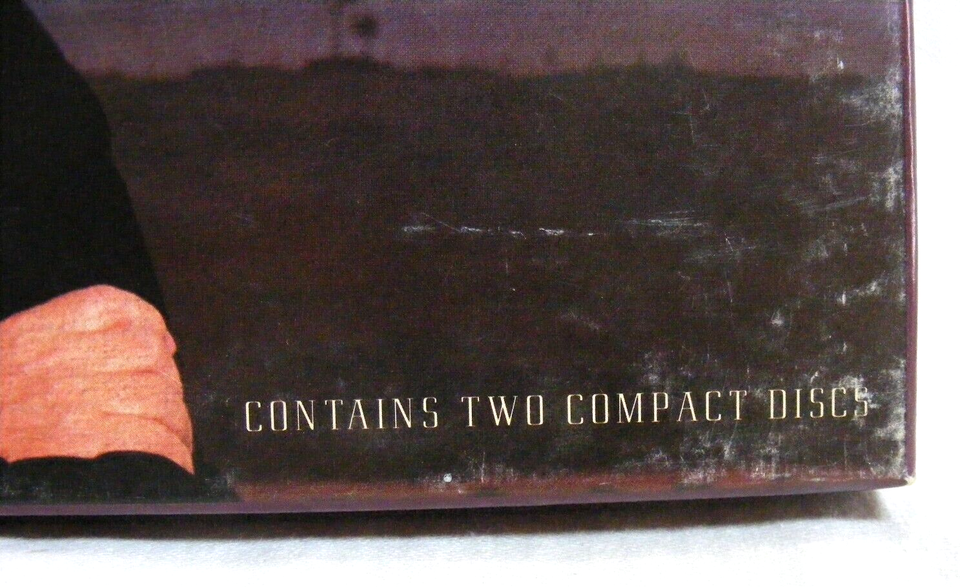 CONTAINS TWO COMPACT DISCS